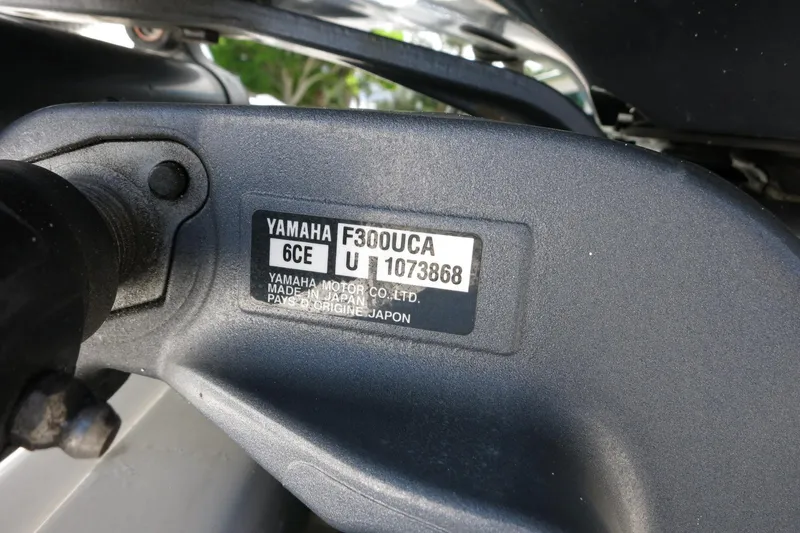 YAMAHA F300UCA
6CE U 1073868
YAMAHA MOTOR CO.,LTD.
MADE IN JAPAN
PAYS D'ORIGINE JAPON